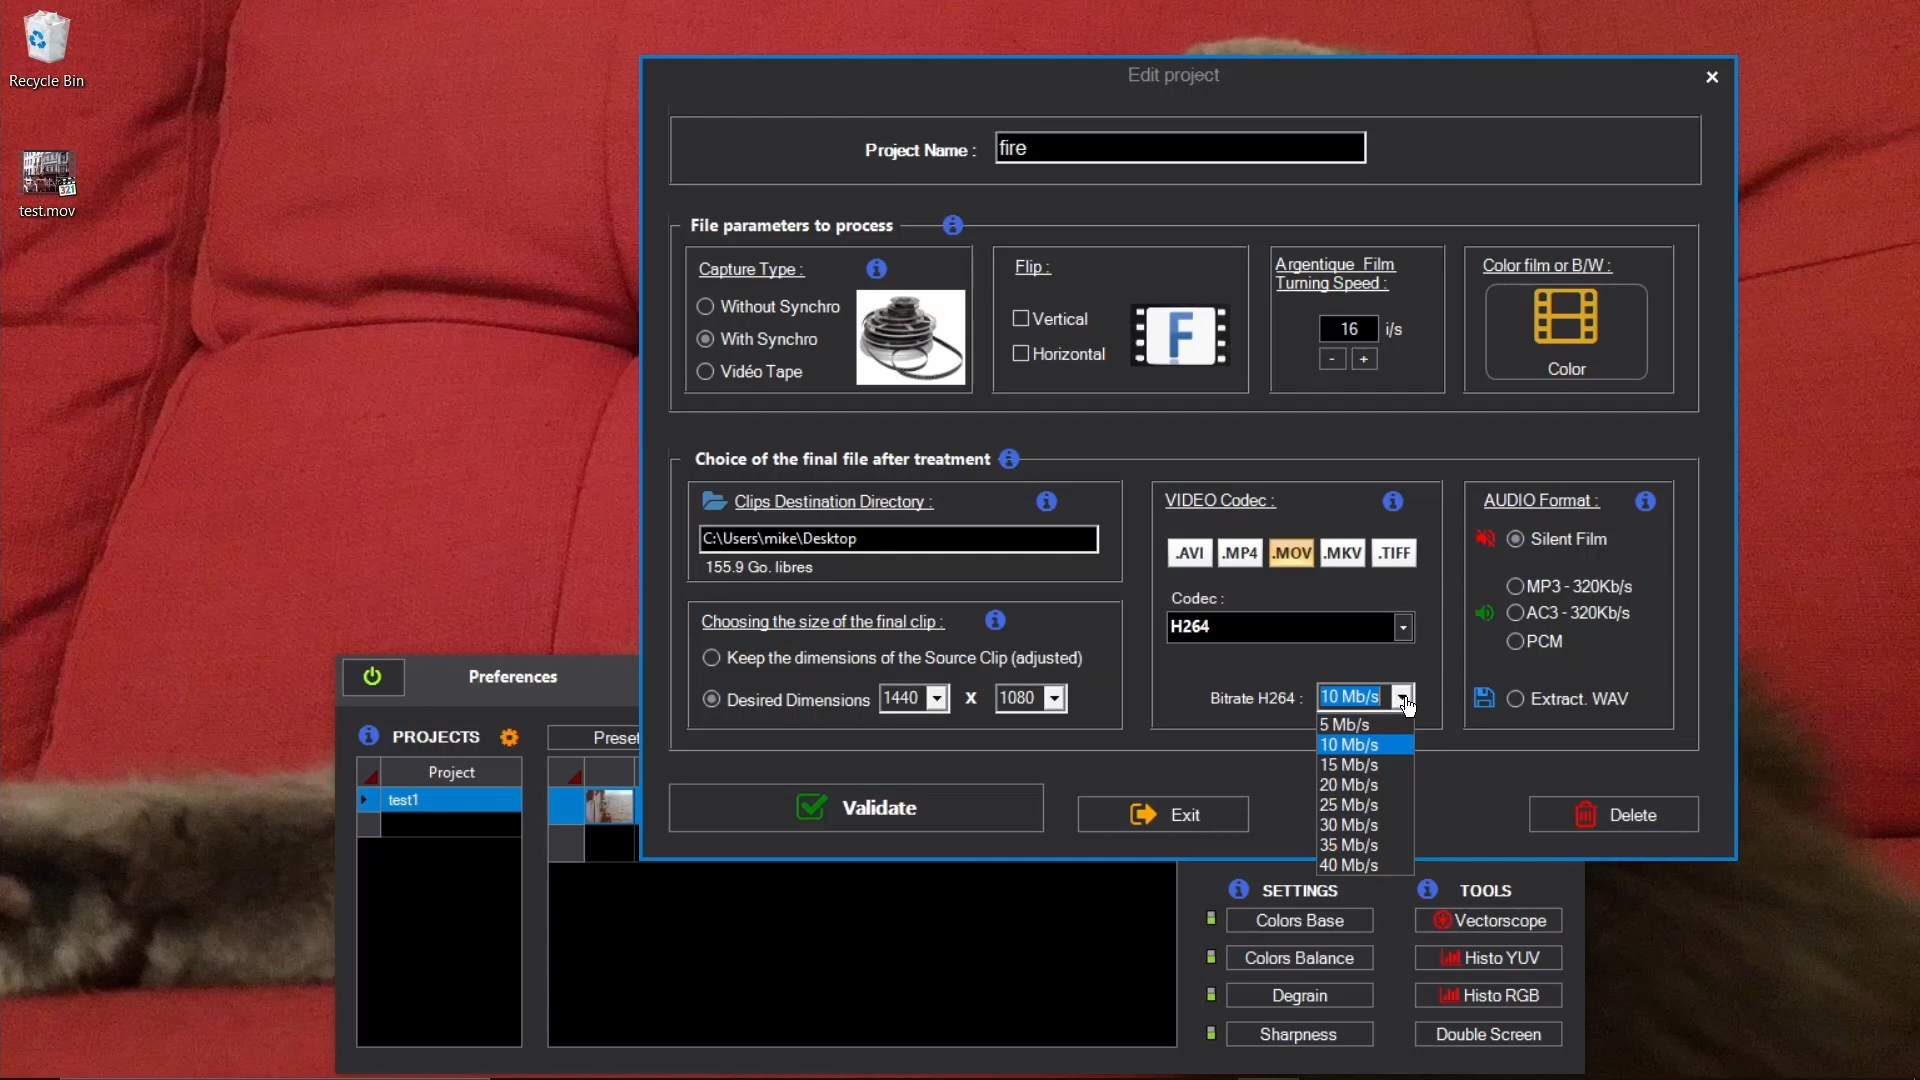 Recycle Bin
test.mov
Edit project
Project Name :
fire
File parameters to process
Capture Type :
Without Synchro
With Synchro
Vidéo Tape
Flip :
Vertical
Horizontal
F
Argentique Film
Turning Speed :
16 i/s
- +
Color film or B/W :
Color
Choice of the final file after treatment
Clips Destination Directory :
C:\Users\mike\Desktop
155.9 Go. libres
Choosing the size of the final clip :
Keep the dimensions of the Source Clip (adjusted)
Desired Dimensions 1440 X 1080
VIDEO Codec :
.AVI .MP4 .MOV .MKV .TIFF
Codec :
H264
Bitrate H264 : 10 Mb/s
5 Mb/s
10 Mb/s
15 Mb/s
20 Mb/s
25 Mb/s
30 Mb/s
35 Mb/s
40 Mb/s
AUDIO Format :
Silent Film
MP3 - 320Kb/s
AC3 - 320Kb/s
PCM
Extract. WAV
Validate
Exit
Delete
Preferences
PROJECTS
Project
test1
Preset
SETTINGS
Colors Base
Colors Balance
Degrain
Sharpness
TOOLS
Vectorscope
Histo YUV
Histo RGB
Double Screen